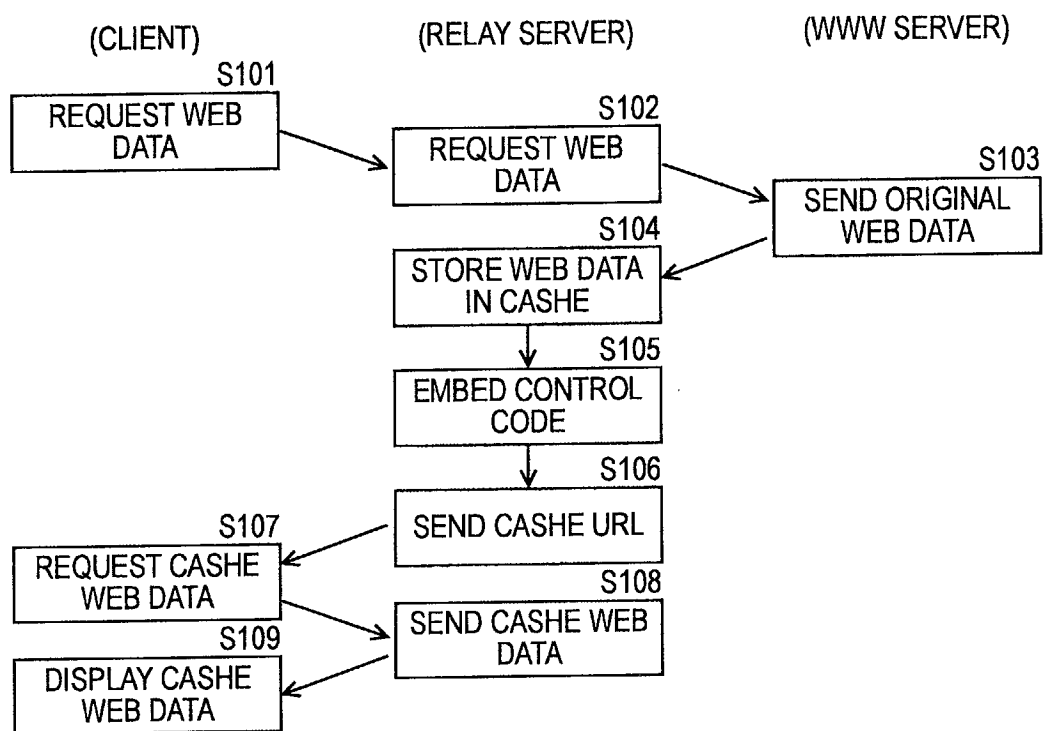 (CLIENT)
(RELAY SERVER)
(WWW SERVER)
S101
REQUEST WEB
DATA
S102
REQUEST WEB
DATA
S103
SEND ORIGINAL
WEB DATA
S104
STORE WEB DATA
IN CASHE
S105
EMBED CONTROL
CODE
S106
SEND CASHE URL
S107
REQUEST CASHE
WEB DATA
S108
SEND CASHE WEB
DATA
S109
DISPLAY CASHE
WEB DATA